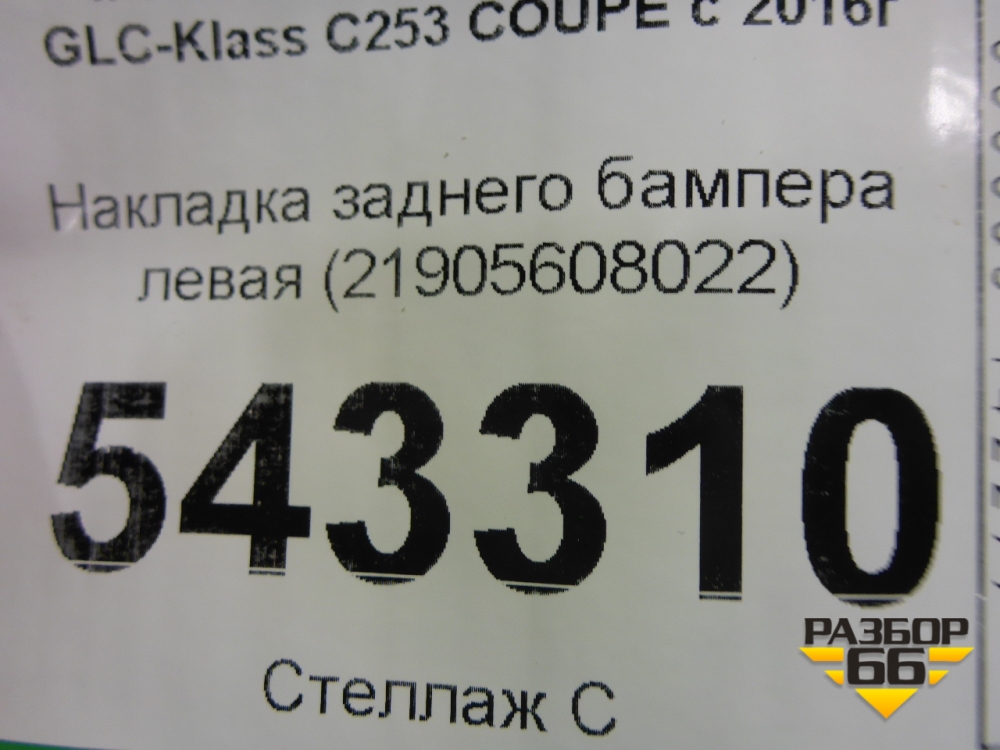 GLC-Klass C253 COUPE с 2016г
Накладка заднего бампера
левая (21905608022)
543310
Стеллаж С
РАЗБОР
66